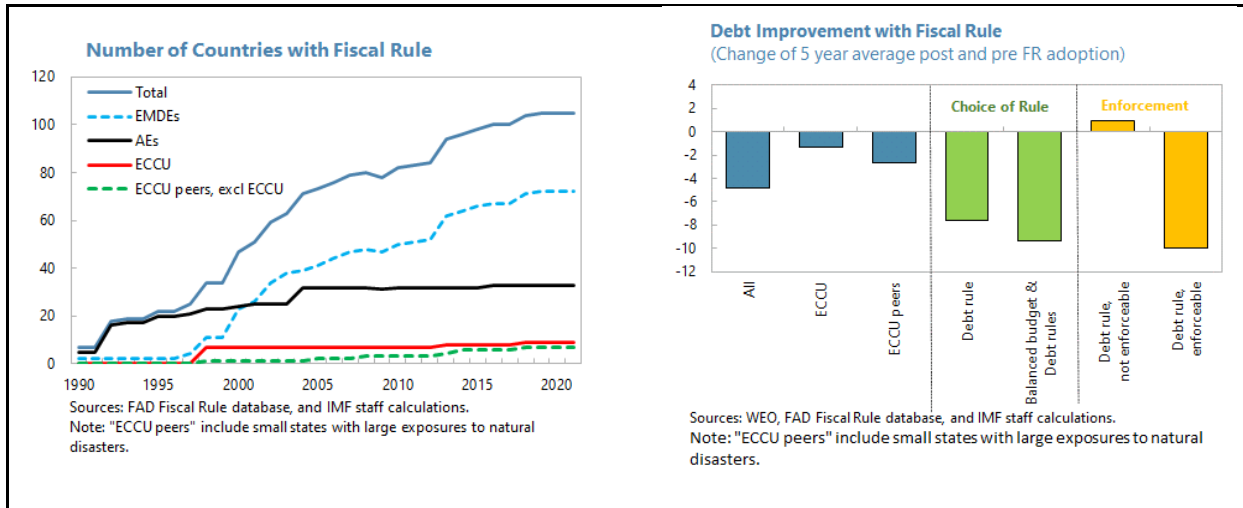 Number of Countries with Fiscal Rule
120
100
80
60
40
20
0
Total
EMDEs
AEs
ECCU
ECCU peers, excl ECCU
1990
1995
2000
2005
2010
2015
2020
Sources: FAD Fiscal Rule database, and IMF staff calculations.
Note: "ECCU peers" include small states with large exposures to natural
disasters.
Debt Improvement with Fiscal Rule
(Change of 5 year average post and pre FR adoption)
4
2
0
-2
-4
-6
-8
-10
-12
Choice of Rule
Enforcement
All
ECCU
ECCU peers
Debt rule
Balanced budget &
Debt rules
Debt rule,
not enforceable
Debt rule,
enforceable
Sources: WEO, FAD Fiscal Rule database, and IMF staff calculations.
Note: "ECCU peers" include small states with large exposures to natural
disasters.